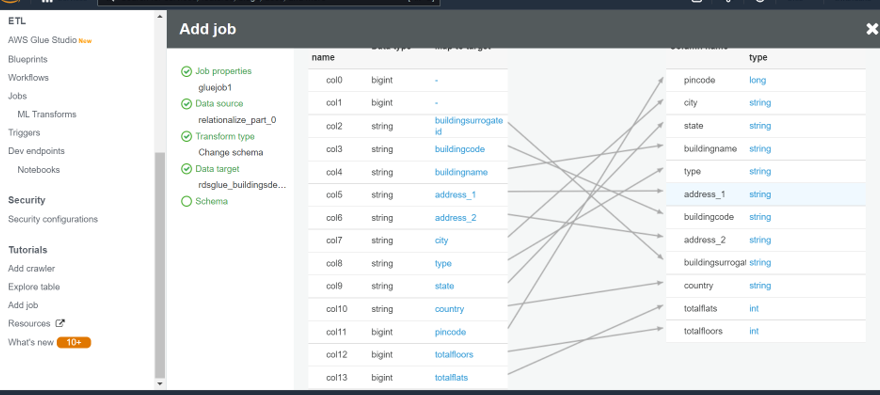 ETL
AWS Glue Studio New
Blueprints
Workflows
Jobs
ML Transforms
Triggers
Dev endpoints
Notebooks
Security
Security configurations
Tutorials
Add crawler
Explore table
Add job
Resources
What's new 10+
Add job
Job properties
gluejob1
Data source
relationalize_part_0
Transform type
Change schema
Data target
rdsglue_buildingsde...
Schema
name
col0 bigint -
col1 bigint -
col2 string buildingsurrogate
id
col3 string buildingcode
col4 string buildingname
col5 string address_1
col6 string address_2
col7 string city
col8 string type
col9 string state
col10 string country
col11 bigint pincode
col12 bigint totalfloors
col13 bigint totalflats
type
pincode long
city string
state string
buildingname string
type string
address_1 string
buildingcode string
address_2 string
buildingsurrogat string
country string
totalflats int
totalfloors int